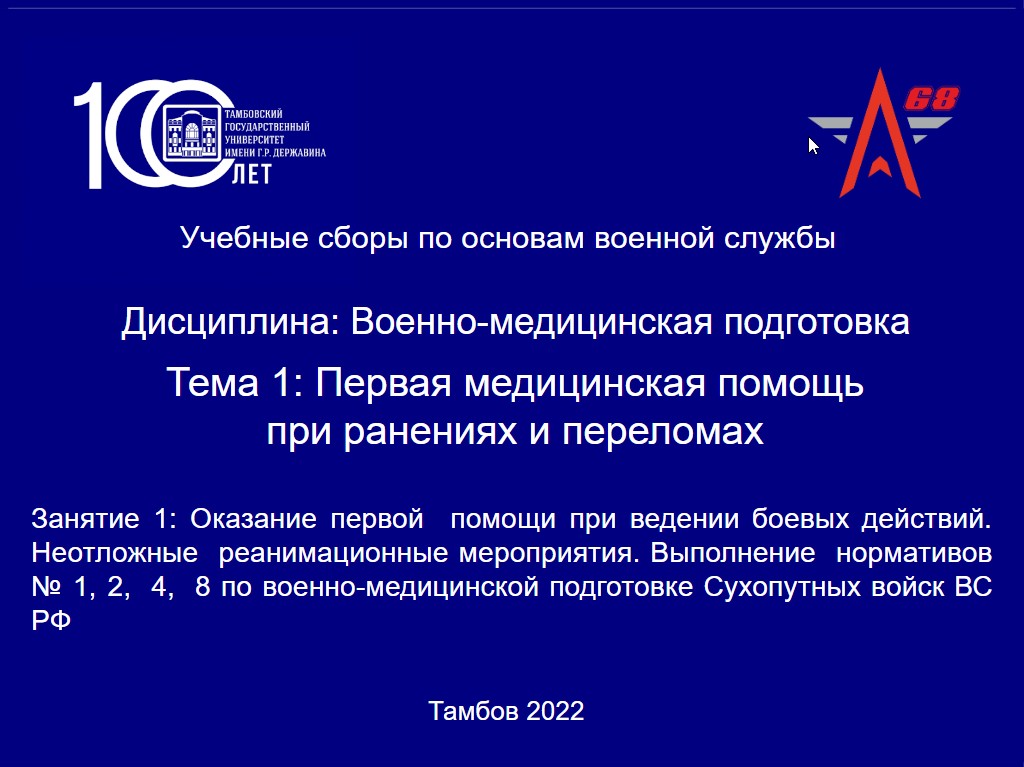 100
ТАМБОВСКИЙ
ГОСУДАРСТВЕННЫЙ
УНИВЕРСИТЕТ
ИМЕНИ Г.Р. ДЕРЖАВИНА
ЛЕТ
68
Учебные сборы по основам военной службы
Дисциплина: Военно-медицинская подготовка
Тема 1: Первая медицинская помощь
при ранениях и переломах
Занятие 1: Оказание первой помощи при ведении боевых действий.
Неотложные реанимационные мероприятия. Выполнение нормативов
№ 1, 2, 4, 8 по военно-медицинской подготовке Сухопутных войск ВС
РФ
Тамбов 2022